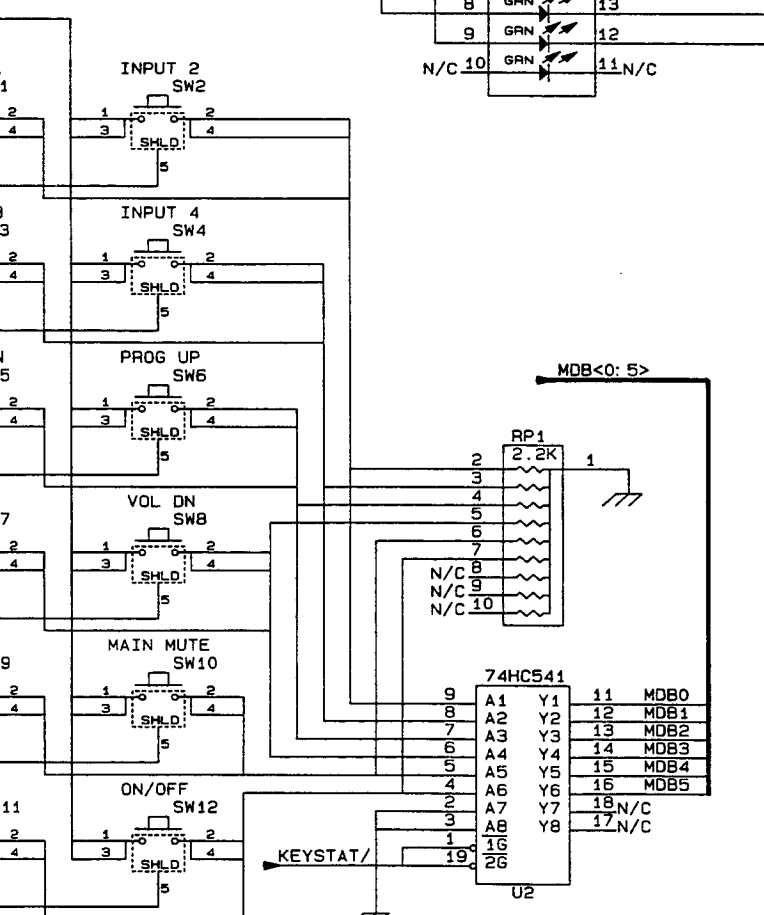 8 GRN 13
9 GRN 12
N/C 10 GRN 11 N/C
INPUT 2
SW2
1
2 1 2
4 3 4
SHLD
5
INPUT 4
SW4
3
2 1 2
4 3 4
SHLD
5
PROG UP
SW6
5
2 1 2
4 3 4
SHLD
5
MDB<0:5>
RP1
2.2K
2 1
3
4
5
6
7
N/C 8
N/C 9
N/C 10
VOL DN
SW8
7
2 1 2
4 3 4
SHLD
5
MAIN MUTE
SW10
9
2 1 2
4 3 4
SHLD
5
74HC541
9 A1 Y1 11 MDB0
8 A2 Y2 12 MDB1
7 A3 Y3 13 MDB2
6 A4 Y4 14 MDB3
5 A5 Y5 15 MDB4
4 A6 Y6 16 MDB5
2 A7 Y7 18 N/C
3 A8 Y8 17 N/C
1 1G
19 2G
U2
KEYSTAT/
ON/OFF
SW12
11
2 1 2
4 3 4
SHLD
5